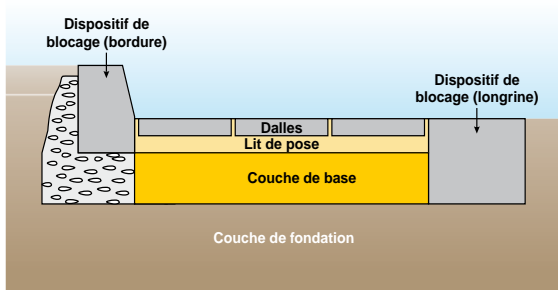 Dispositif de
blocage (bordure)
Dispositif de
blocage (longrine)
Dalles
Lit de pose
Couche de base
Couche de fondation